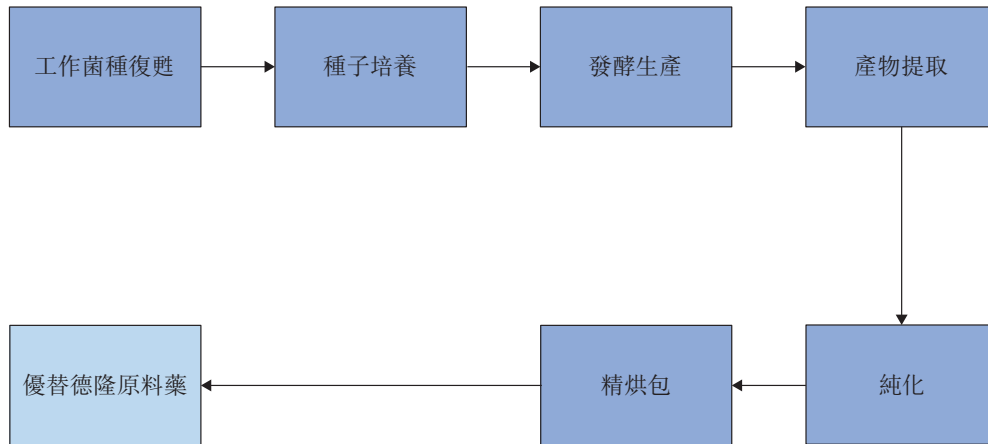 工作菌種復甦
種子培養
發酵生產
產物提取
純化
精烘包
優替德隆原料藥